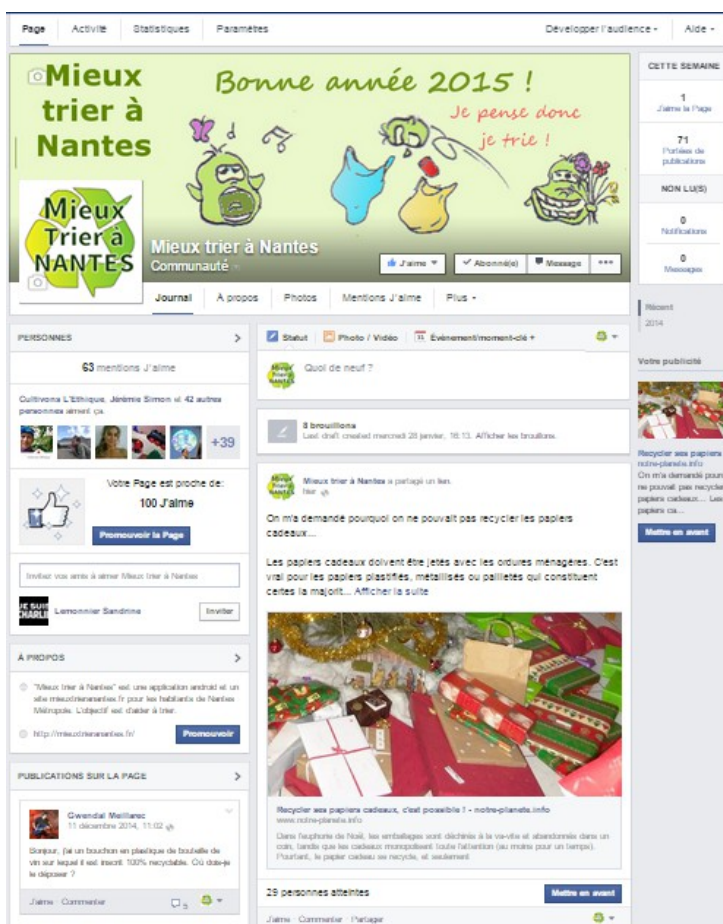 Page Activité Statistiques Paramètres Développer l'audience Aide
Mieux
trier à
Nantes
Bonne année 2015 !
Je pense donc
je trie !
Mieux
Trier à
NANTES
Mieux trier à Nantes
Communauté
J'aime Abonné(e) Message
Journal À propos Photos Mentions J'aime Plus
CETTE SEMAINE
1
J'aime la Page
71
Portées de
publications
NON LU(S)
0
Notifications
0
Messages
Récent
2014
PERSONNES
63 mentions J'aime
Cultivons L'Ethique, Jérémie Simon et 42 autres
personnes aiment ça.
+39
Votre Page est proche de:
100 J'aime
Promouvoir la Page
Invitez vos amis à aimer Mieux trier à Nantes
JE SUIS
CHARLIE
Lemonnier Sandrine Inviter
À PROPOS
"Mieux trier à Nantes" est une application android et un
site mieuxtrieranantes.fr pour les habitants de Nantes
Métropole. L'objectif est d'aider à trier.
http://mieuxtrieranantes.fr/ Promouvoir
PUBLICATIONS SUR LA PAGE
Gwendal Meillarec
11 décembre 2014, 11:02
Bonjour, j'ai un bouchon en plastique de bouteille de
vin sur lequel il est inscrit 100% recyclable. Où dois-je
le déposer ?
J'aime · Commenter 5
Statut Photo / Vidéo Évènement/moment-clé +
Mieux
Trier à
NANTES
Quoi de neuf ?
8 brouillons
Last draft created mercredi 28 janvier, 16:13. Afficher les brouillons.
Mieux
Trier à
NANTES
Mieux trier à Nantes a partagé un lien.
hier
On m'a demandé pourquoi on ne pouvait pas recycler les papiers
cadeaux...
Les papiers cadeaux doivent être jetés avec les ordures ménagères. C'est
vrai pour les papiers plastifiés, métallisés ou pailletés qui constituent
certes la majorit... Afficher la suite
Recycler ses papiers cadeaux, c'est possible ! - notre-planete.info
www.notre-planete.info
Dans l'euphorie de Noël, les emballages sont déchirés à la va-vite et abandonnés dans un
coin, tandis que les cadeaux monopolisent toute l'attention (au moins pour un temps).
Pourtant, le papier cadeau se recycle, et seulement
29 personnes atteintes Mettre en avant
J'aime · Commenter · Partager
Votre publicité
Recycler ses papiers
notre-planete.info
On m'a demandé pour
ne pouvait pas recycler
papiers cadeaux... Les
papiers ca...
Mettre en avant